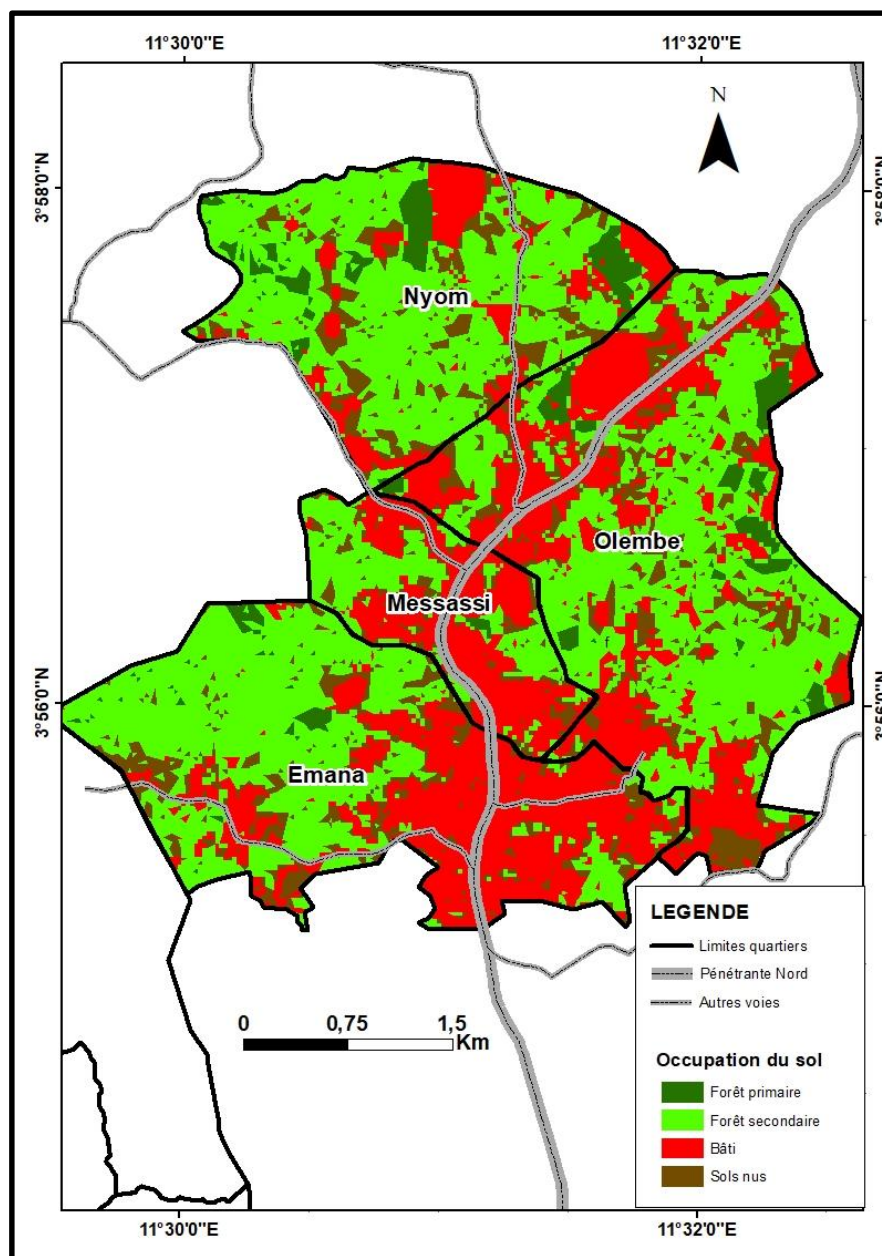 11°30'0"E
11°32'0"E
N
3°58'0"N
3°58'0"N
Nyom
Olembe
Messassi
3°56'0"N
3°56'0"N
Emana
LEGENDE
Limites quartiers
Pénétrante Nord
Autres voies
0 0,75 1,5
Km
Occupation du sol
Forêt primaire
Forêt secondaire
Bâti
Sols nus
11°30'0"E
11°32'0"E